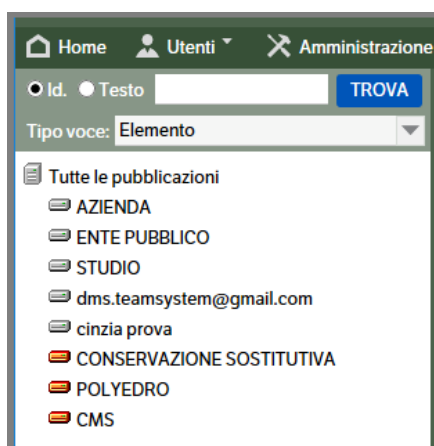 Home Utenti Amministrazione
Id. Testo TROVA
Tipo voce: Elemento
Tutte le pubblicazioni
AZIENDA
ENTE PUBBLICO
STUDIO
dms.teamsystem@gmail.com
cinzia prova
CONSERVAZIONE SOSTITUTIVA
POLYEDRO
CMS